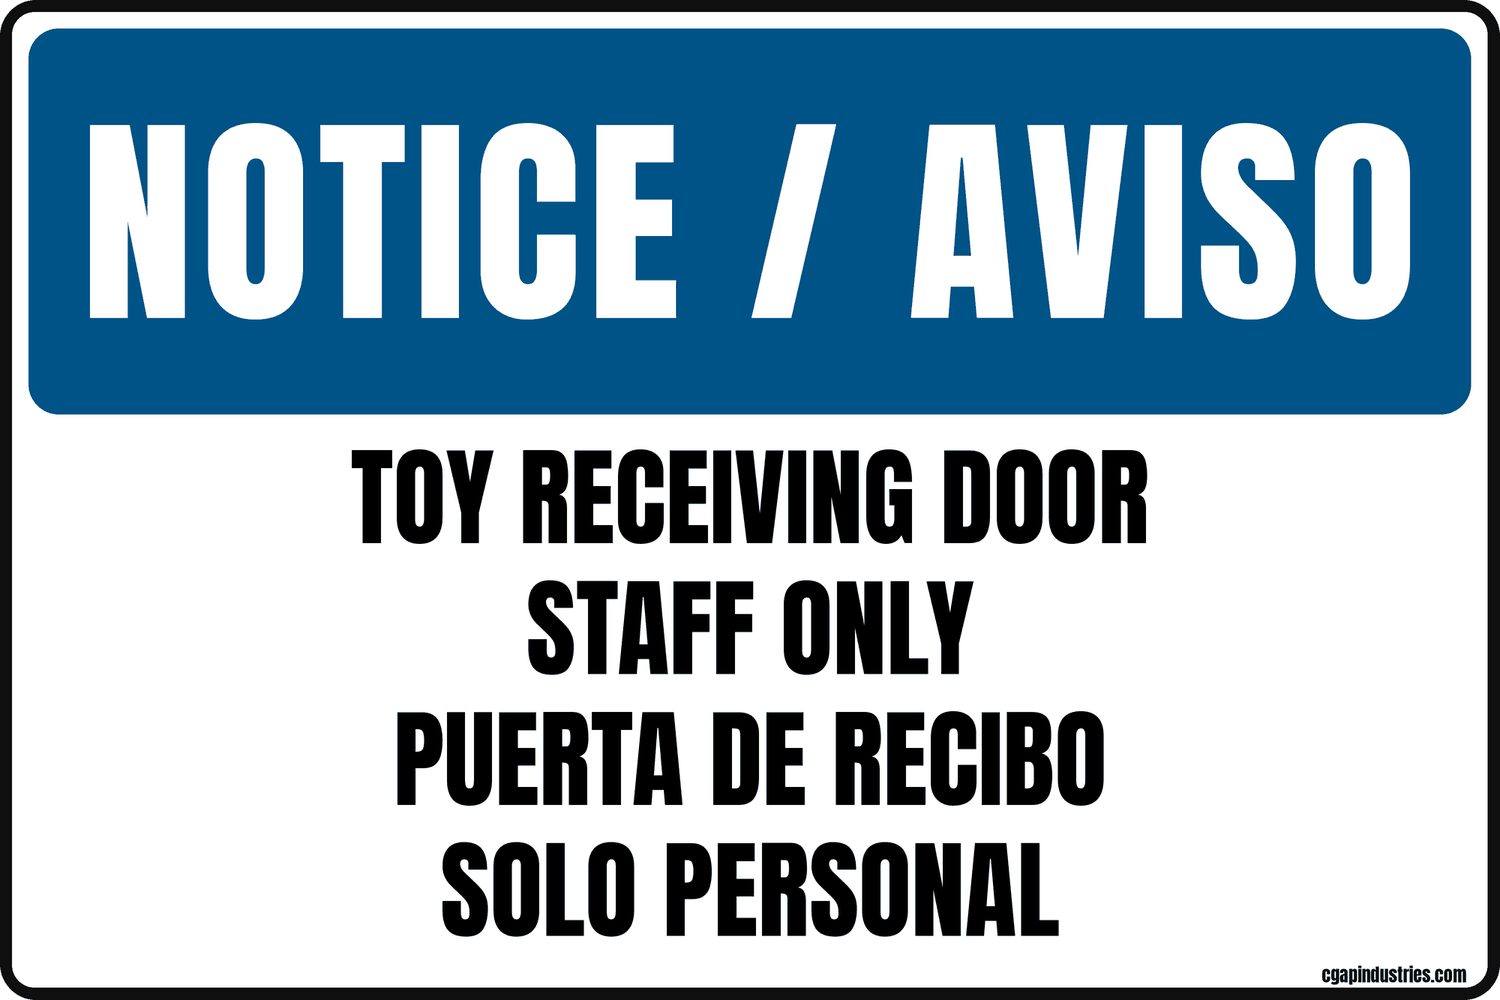 NOTICE / AVISO
TOY RECEIVING DOOR
STAFF ONLY
PUERTA DE RECIBO
SOLO PERSONAL
cgapindustries.com